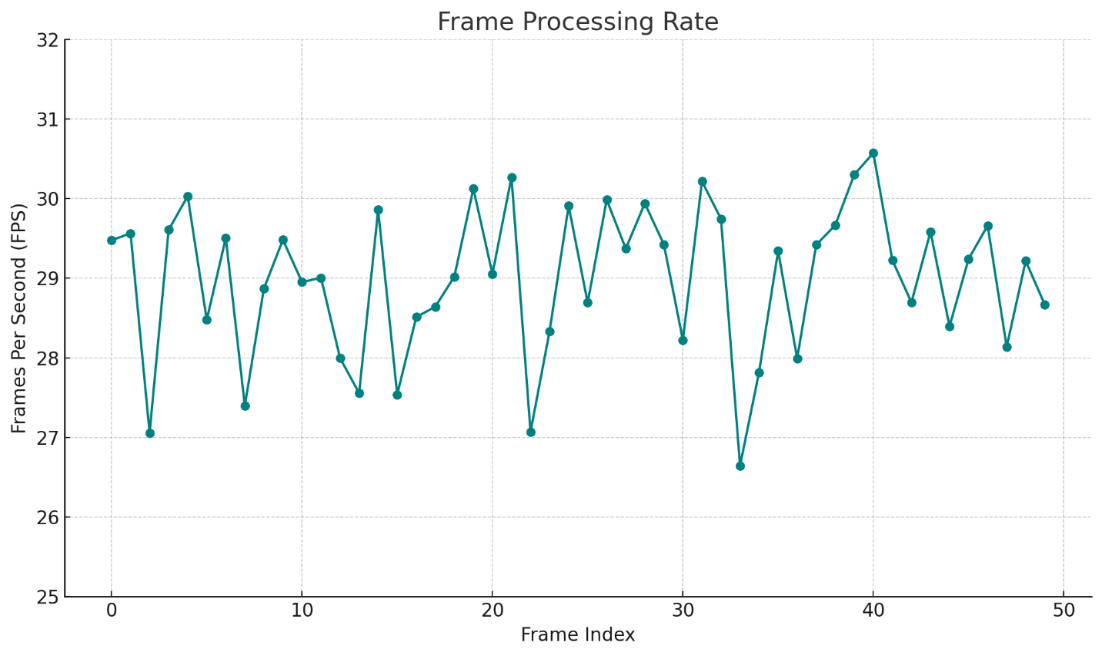 Frame Processing Rate
32
31
30
29
28
27
26
25
Frames Per Second (FPS)
0 10 20 30 40 50
Frame Index